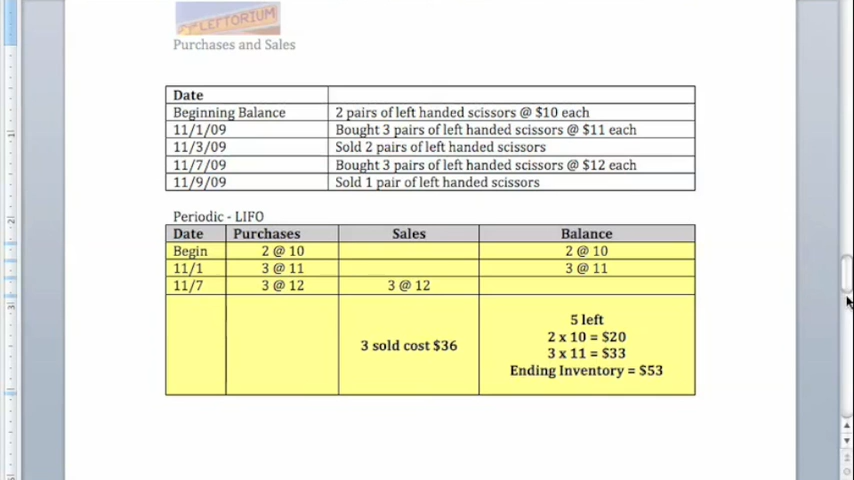 LEFTORIUM
Purchases and Sales
Date
Beginning Balance 2 pairs of left handed scissors @ $10 each
11/1/09 Bought 3 pairs of left handed scissors @ $11 each
11/3/09 Sold 2 pairs of left handed scissors
11/7/09 Bought 3 pairs of left handed scissors @ $12 each
11/9/09 Sold 1 pair of left handed scissors
Periodic - LIFO
Date Purchases Sales Balance
Begin 2 @ 10 2 @ 10
11/1 3 @ 11 3 @ 11
11/7 3 @ 12 3 @ 12
3 sold cost $36
5 left
2 x 10 = $20
3 x 11 = $33
Ending Inventory = $53
1
2
3